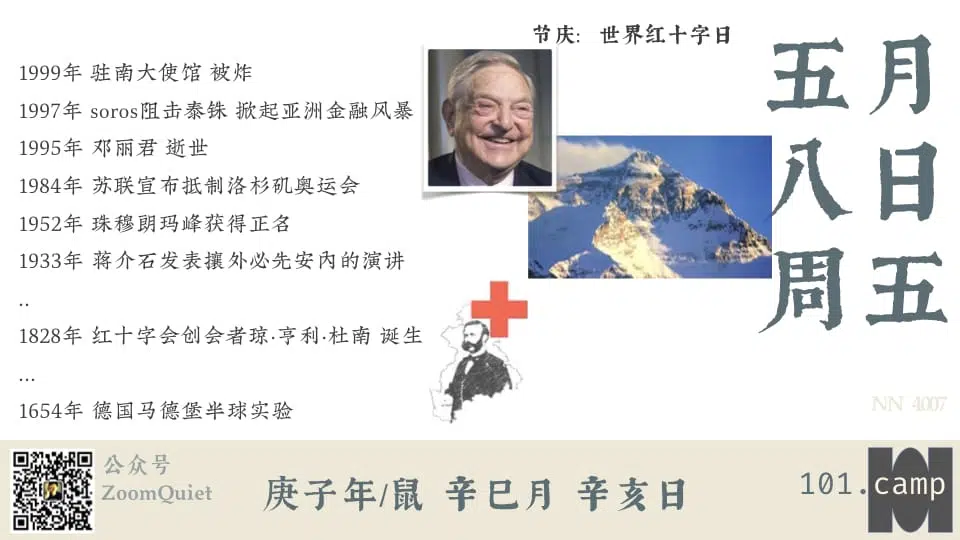 节庆: 世界红十字日
五月
八日
周五
1999年 驻南大使馆 被炸
1997年 soros阻击泰铢 掀起亚洲金融风暴
1995年 邓丽君 逝世
1984年 苏联宣布抵制洛杉矶奥运会
1952年 珠穆朗玛峰获得正名
1933年 蒋介石发表攘外必先安内的演讲
..
1828年 红十字会创会者琼·亨利·杜南 诞生
...
1654年 德国马德堡半球实验
NN 4007
公众号
ZoomQuiet
庚子年/鼠 辛巳月 辛亥日
101.camp